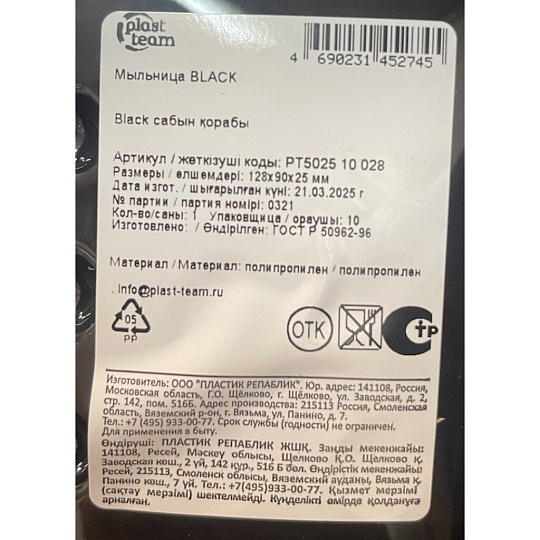 plast team
4 690231 452745
Мыльница BLACK
Black сабын қорабы
Артикул / жеткізуші коды: PT5025 10 028
Размеры / өлшемдері: 128x90x25 мм
Дата изгот. / шығарылған күні: 21.03.2025 г
№ партии / партия нөмірі: 0321
Кол-во/саны: 1 Упаковщица / ораушы: 10
Изготовлено: / Өндірілген: ГОСТ Р 50962-96
Материал / Материал: полипропилен / полипропилен
. info@plast-team.ru
05
PP
ОТК
тр
Изготовитель: ООО "ПЛАСТИК РЕПАБЛИК". Юр. адрес: 141108, Россия,
Московская область, Г.О. Щёлково, г. Щёлково, ул. Заводская, д. 2,
стр. 142, пом. 516Б. Адрес производства: 215113 Россия, Смоленская
область, Вяземский р-он, г. Вязьма, ул. Панино, д. 7.
Тел.: +7 (495) 933-00-77. Срок службы (годности) не ограничен.
Для применения в быту.
Өндіруші: ПЛАСТИК РЕПАБЛИК ЖШҚ. Заңды мекенжайы:
141108, Ресей, Мәскеу облысы, Щелково Қ.О. Щелково қ.
Заводская көш., 2 үй, 142 құр., 516 Б бөл. Өндірістік мекенжайы:
Ресей, 215113, Смоленск облысы, Вяземский ауданы, Вязьма қ.
Панино көш., 7 үй. Тел.: +7(495)933-00-77. Қызмет мерзімі
(сақтау мерзімі) шектелмейді. Күнделікті өмірде қолдануға
арналған.